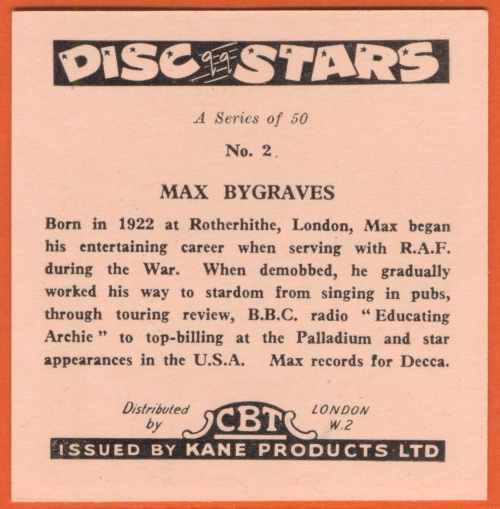 DISC STARS
A Series of 50
No. 2.
MAX BYGRAVES
Born in 1922 at Rotherhithe, London, Max began
his entertaining career when serving with R.A.F.
during the War. When demobbed, he gradually
worked his way to stardom from singing in pubs,
through touring review, B.B.C. radio "Educating
Archie" to top-billing at the Palladium and star
appearances in the U.S.A. Max records for Decca.
Distributed by CBT LONDON W.2
ISSUED BY KANE PRODUCTS LTD